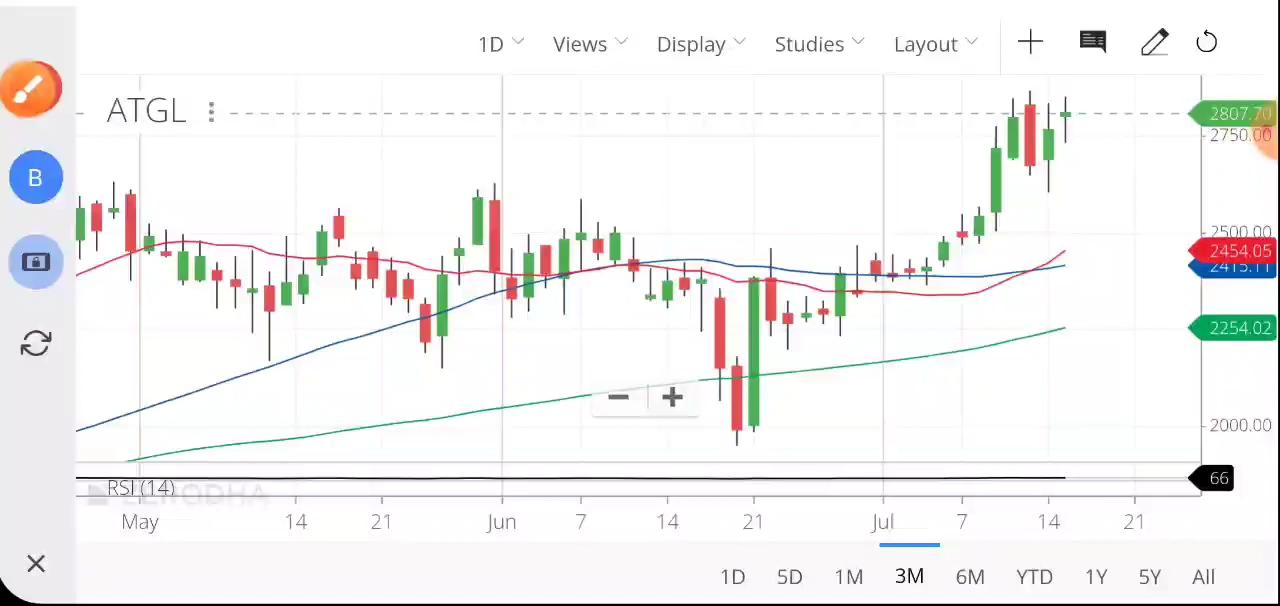 1D Views Display Studies Layout
ATGL
2807.70
2750.00
B
2500.00
2454.05
2415.11
2254.02
2000.00
RSI (14)
ZERODHA
66
May 14 21 Jun 7 14 21 Jul 7 14 21
1D 5D 1M 3M 6M YTD 1Y 5Y All